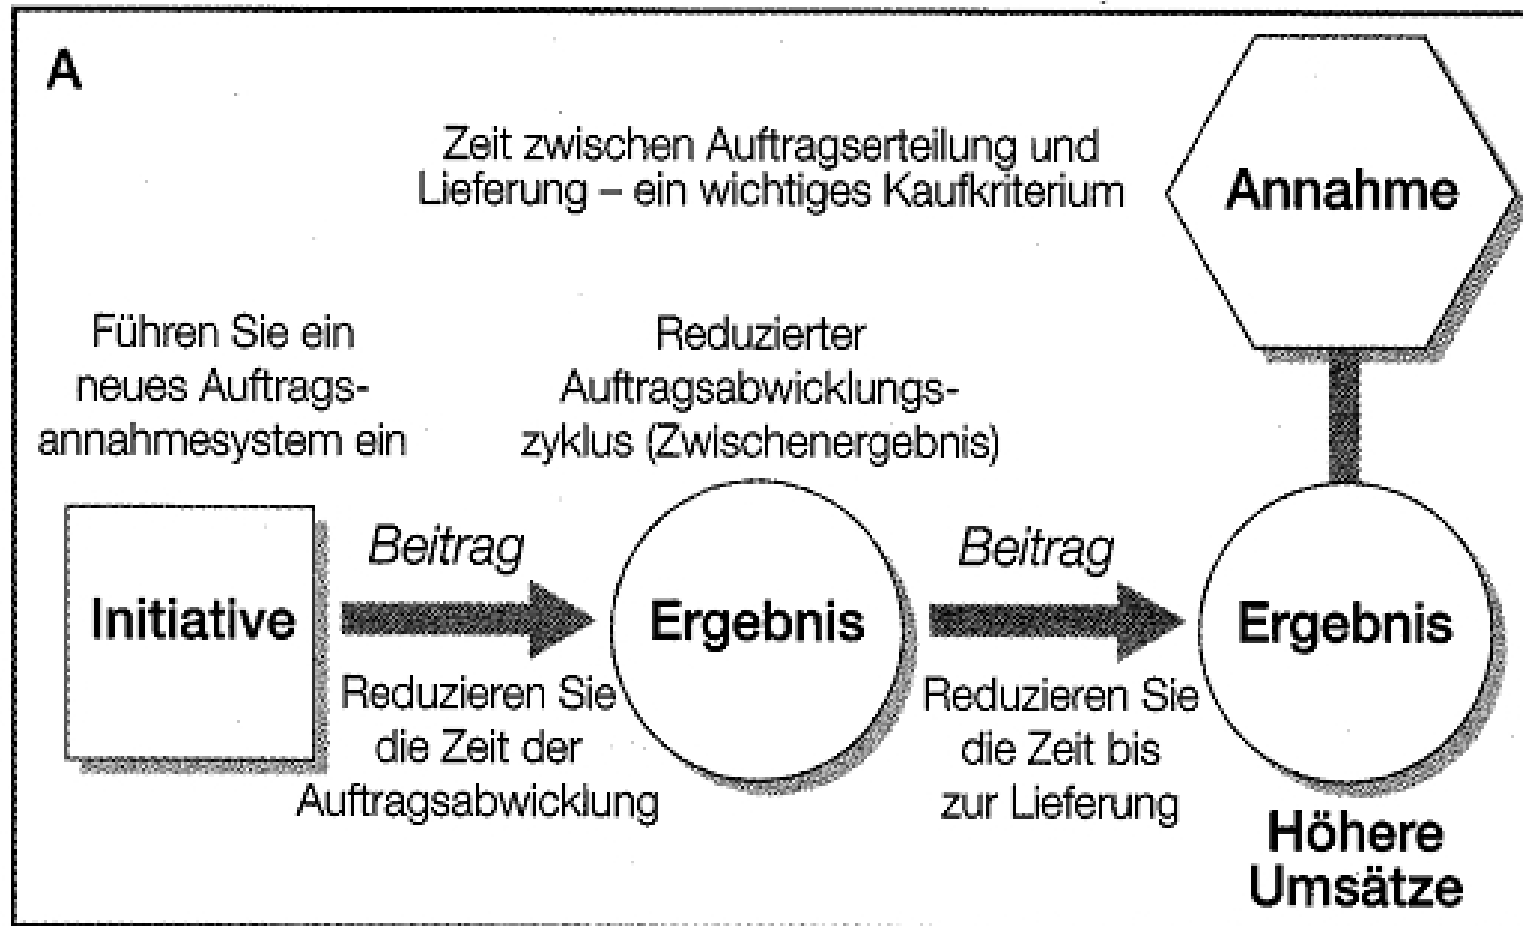 A
Zeit zwischen Auftragserteilung und
Lieferung – ein wichtiges Kaufkriterium
Annahme
Führen Sie ein
neues Auftrags-
annahmesystem ein
Reduzierter
Auftragsabwicklungs-
zyklus (Zwischenergebnis)
Initiative
Beitrag
Reduzieren Sie
die Zeit der
Auftragsabwicklung
Ergebnis
Beitrag
Reduzieren Sie
die Zeit bis
zur Lieferung
Ergebnis
Höhere
Umsätze